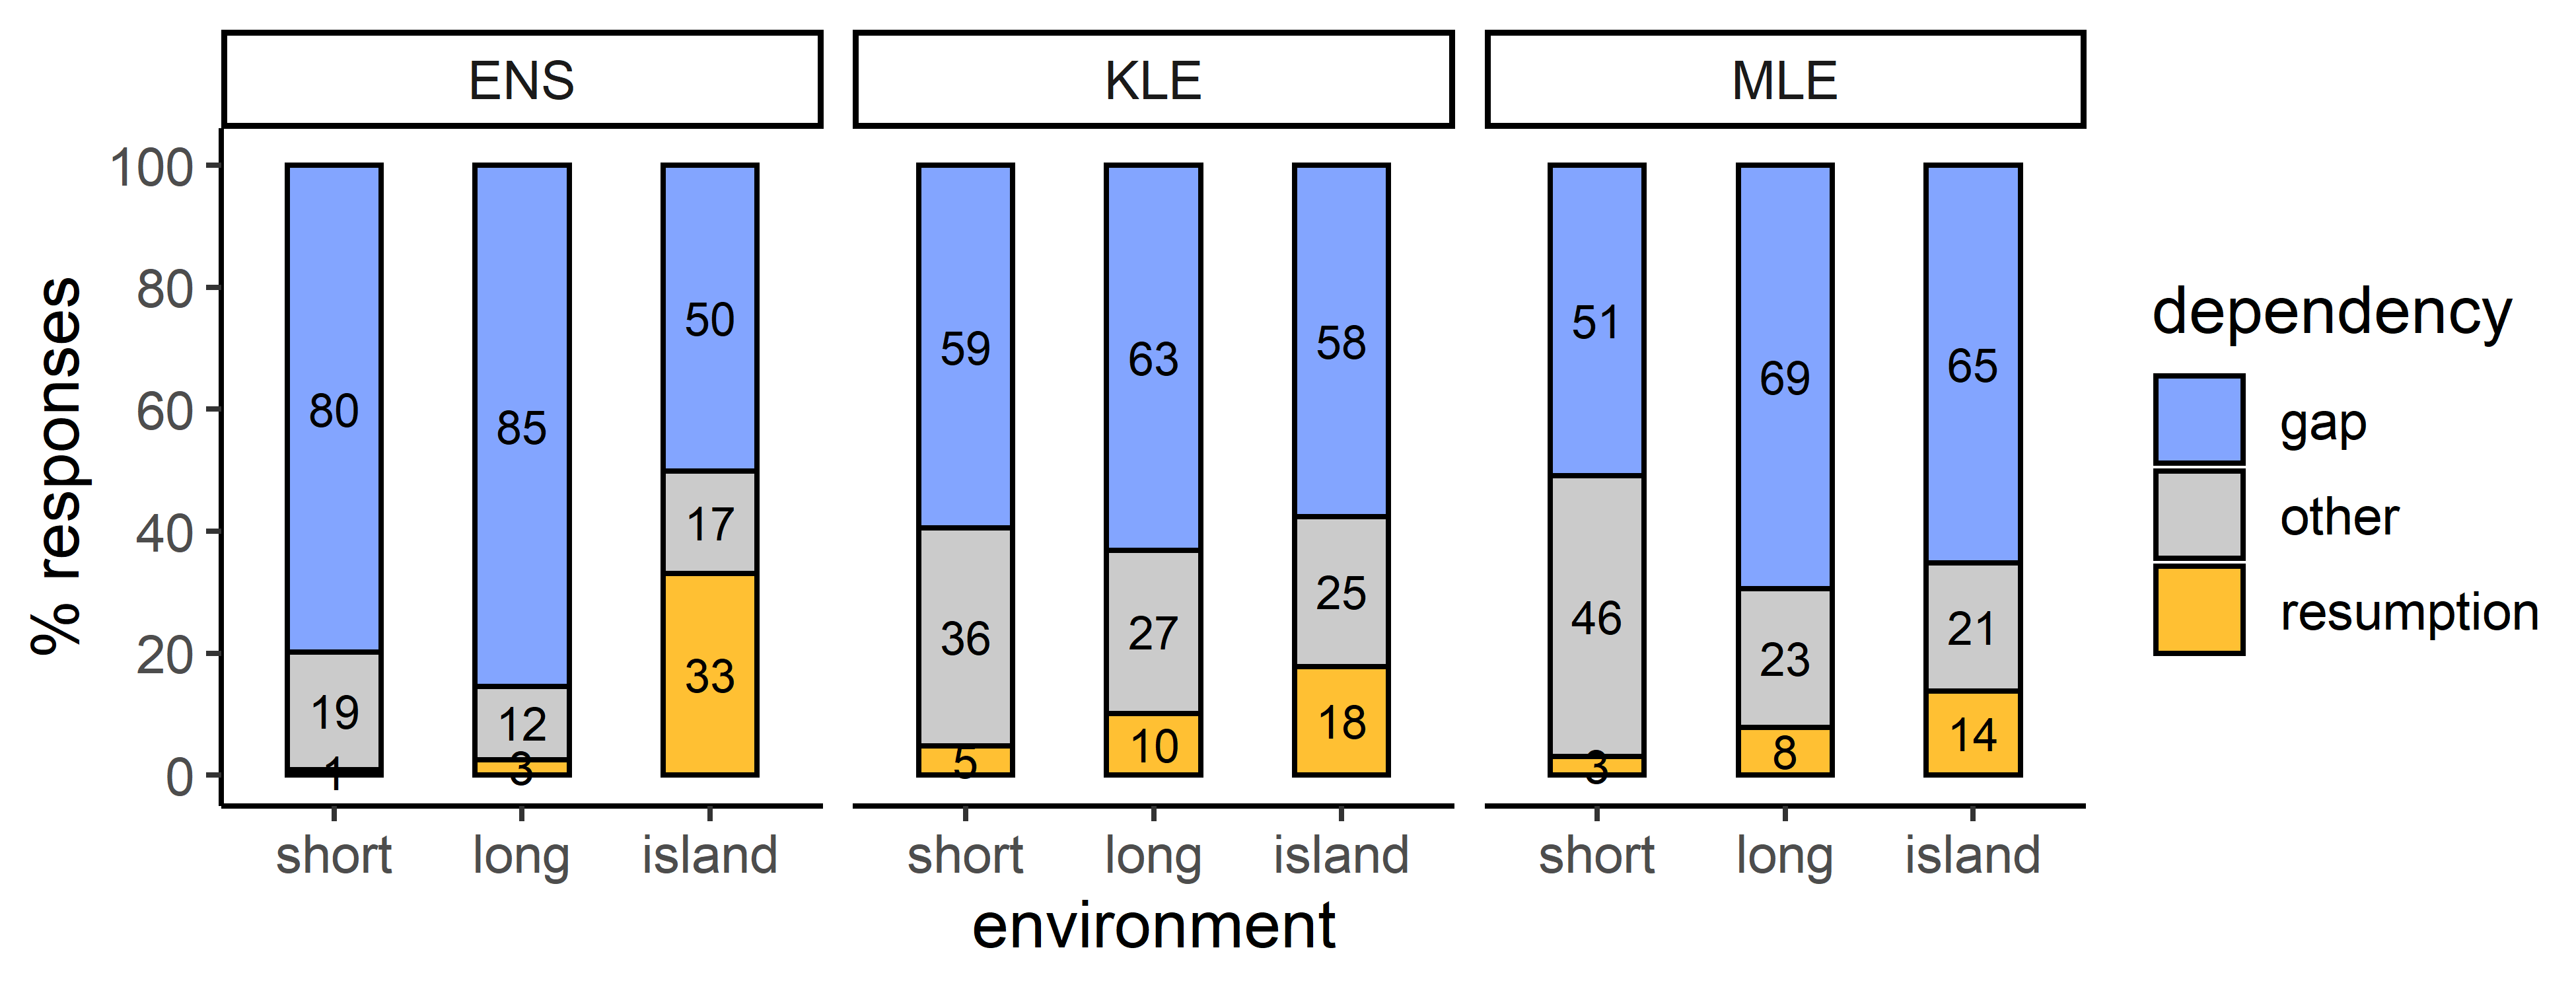 ENS KLE MLE
100
80
60
40
20
0
% responses
80 85 50
19 12 17
1 3 33
59 63 58
36 27 25
5 10 18
51 69 65
46 23 21
3 8 14
short long island short long island short long island
environment
dependency
gap
other
resumption